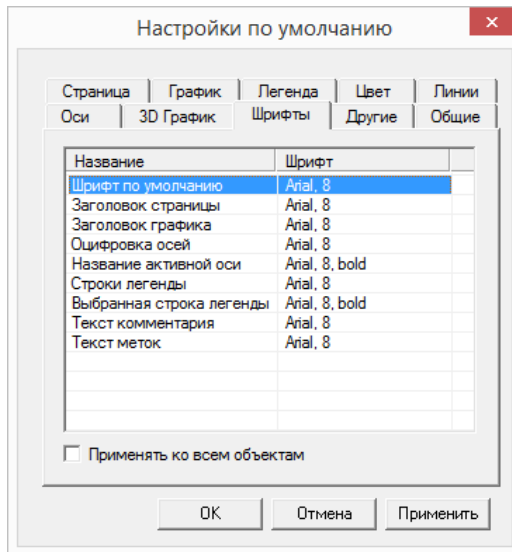 Настройки по умолчанию
Страница График Легенда Цвет Линии
Оси 3D График Шрифты Другие Общие
Название Шрифт
Шрифт по умолчанию Arial, 8
Заголовок страницы Arial, 8
Заголовок графика Arial, 8
Оцифровка осей Arial, 8
Название активной оси Arial, 8, bold
Строки легенды Arial, 8
Выбранная строка легенды Arial, 8, bold
Текст комментария Arial, 8
Текст меток Arial, 8
Применять ко всем объектам
OK Отмена Применить